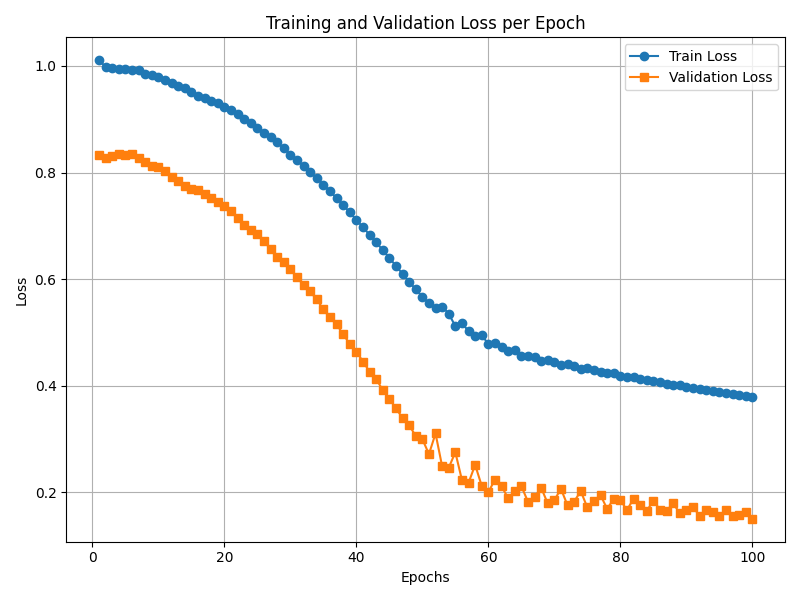 Training and Validation Loss per Epoch
Train Loss
Validation Loss
Loss
1.0
0.8
0.6
0.4
0.2
0 20 40 60 80 100
Epochs